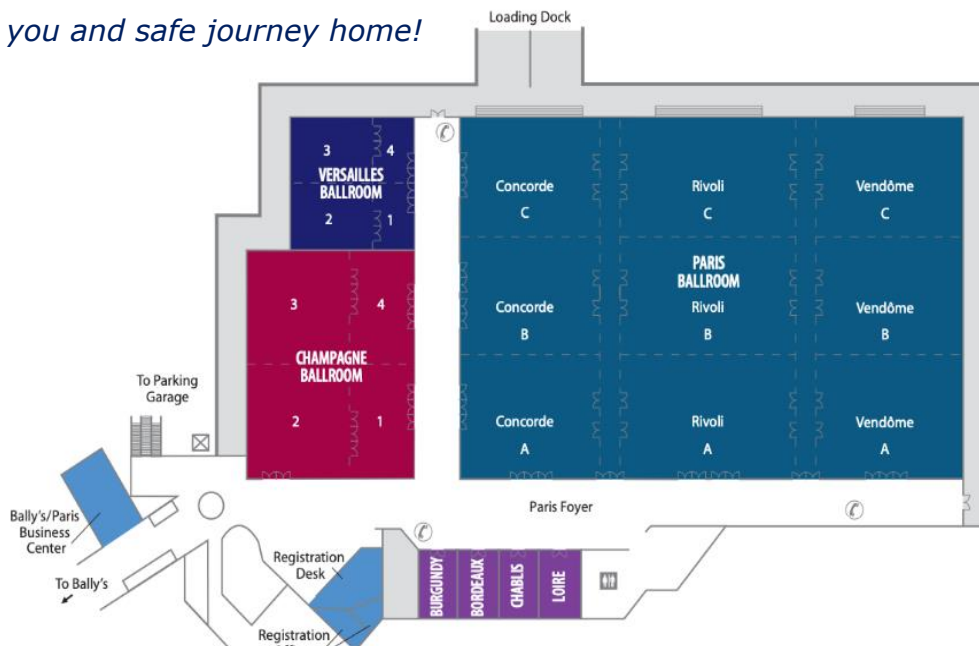 you and safe journey home!
Loading Dock
3
4
VERSAILLES
BALLROOM
2
1
Concorde
C
Rivoli
C
Vendôme
C
PARIS
BALLROOM
Concorde
B
Rivoli
B
Vendôme
B
3
4
CHAMPAGNE
BALLROOM
2
1
Concorde
A
Rivoli
A
Vendôme
A
To Parking
Garage
Bally's/Paris
Business
Center
To Bally's
Paris Foyer
Registration
Desk
BURGUNDY
BORDEAUX
CHABLIS
LOIRE
Registration